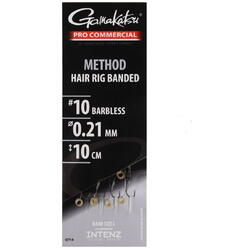 Gamakatsu
PRO COMMERCIAL
METHOD
HAIR RIG BANDED
#10
BARBLESS
Ø0.21 MM
↕10 CM
INTENZ